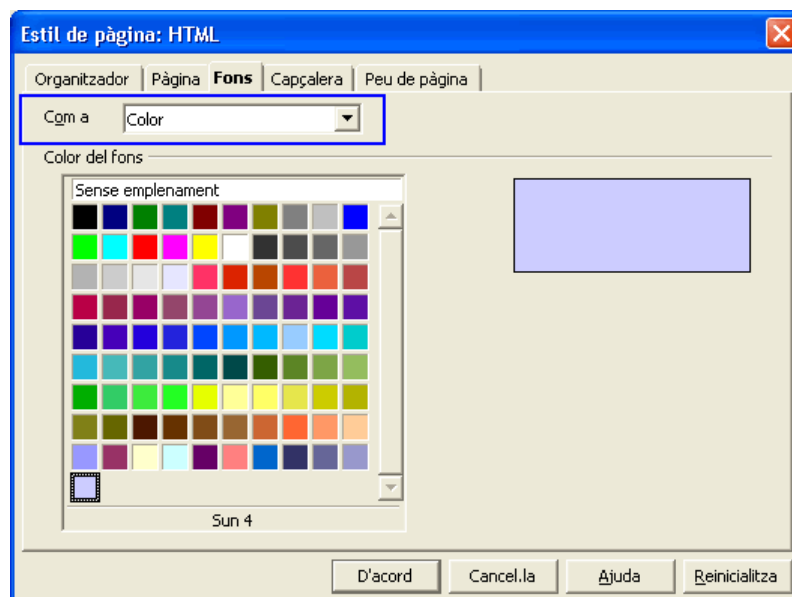 Estil de pàgina: HTML
Organitzador Pàgina Fons Capçalera Peu de pàgina
Com a Color
Color del fons
Sense emplenament
Sun 4
D'acord Cancel.la Ajuda Reinicialitza